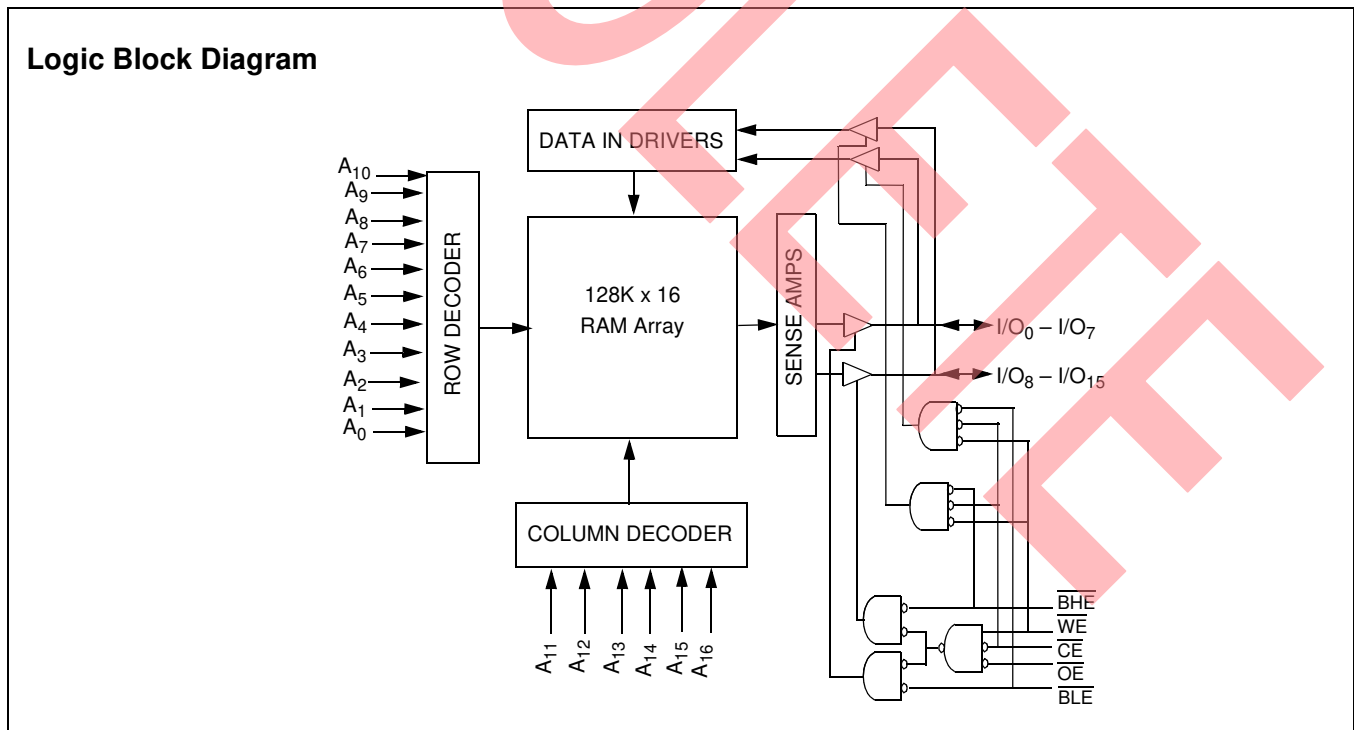 Logic Block Diagram
DATA IN DRIVERS
A10
A9
A8
A7
A6
A5
A4
A3
A2
A1
A0
ROW DECODER
128K x 16
RAM Array
SENSE AMPS
I/O0 – I/O7
I/O8 – I/O15
COLUMN DECODER
A11
A12
A13
A14
A15
A16
BHE
WE
CE
OE
BLE
LETE